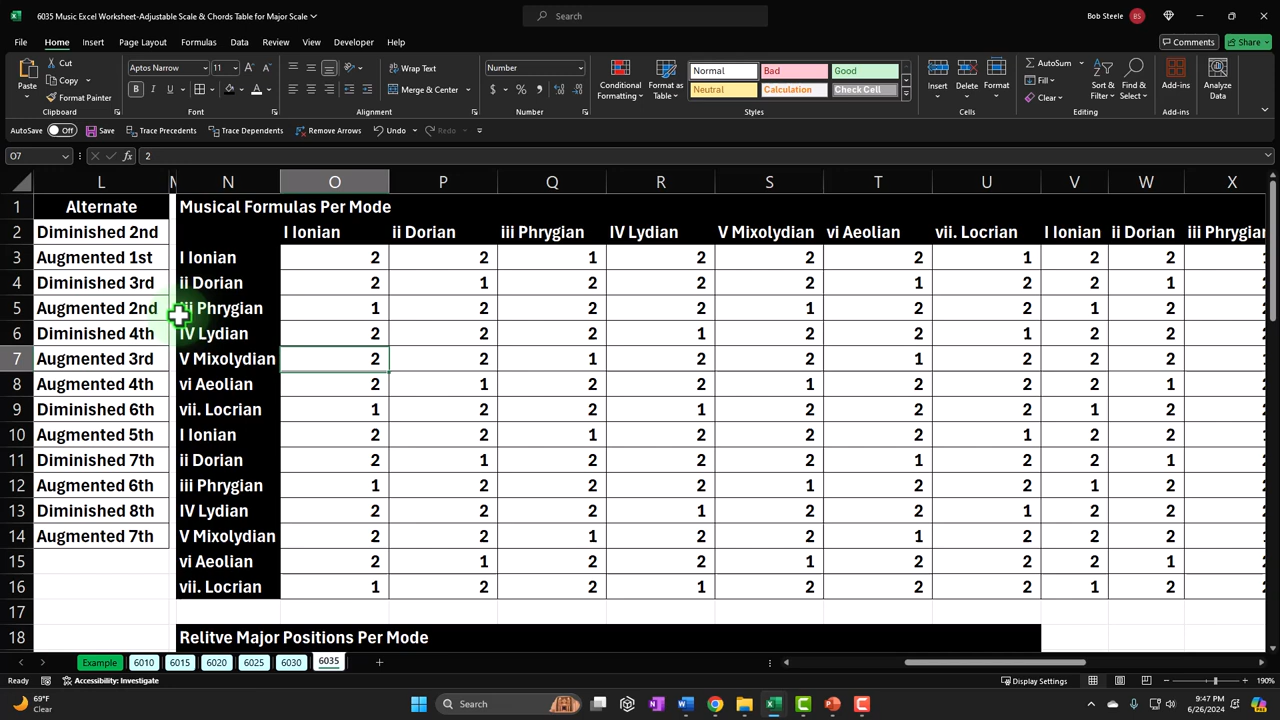 6035 Music Excel Worksheet-Adjustable Scale & Chords Table for Major Scale
Search
Bob Steele BS
File Home Insert Page Layout Formulas Data Review View Developer Help
Comments Share
Paste Cut Copy Format Painter
Clipboard
Aptos Narrow 11
Font
Wrap Text
Merge & Center
Alignment
Number
Number
Conditional Formatting Format as Table
Normal Bad Good
Neutral Calculation Check Cell
Styles
Insert Delete Format
Cells
AutoSum Fill Clear
Sort & Filter Find & Select
Editing
Add-ins
Add-ins
Analyze Data
AutoSave Off Save Trace Precedents Trace Dependents Remove Arrows Undo Redo
O7 fx 2
L N O P Q R S T U V W X
1 Alternate Musical Formulas Per Mode
2 Diminished 2nd I Ionian ii Dorian iii Phrygian IV Lydian V Mixolydian vi Aeolian vii. Locrian I Ionian ii Dorian iii Phrygian
3 Augmented 1st I Ionian 2 2 1 2 2 2 1 2 2
4 Diminished 3rd ii Dorian 2 1 2 2 2 1 2 2 1
5 Augmented 2nd iii Phrygian 1 2 2 2 1 2 2 1 2
6 Diminished 4th IV Lydian 2 2 2 1 2 2 1 2 2
7 Augmented 3rd V Mixolydian 2 2 1 2 2 1 2 2 2
8 Augmented 4th vi Aeolian 2 1 2 2 1 2 2 2 1
9 Diminished 6th vii. Locrian 1 2 2 1 2 2 2 1 2
10 Augmented 5th I Ionian 2 2 1 2 2 2 1 2 2
11 Diminished 7th ii Dorian 2 1 2 2 2 1 2 2 1
12 Augmented 6th iii Phrygian 1 2 2 2 1 2 2 1 2
13 Diminished 8th IV Lydian 2 2 2 1 2 2 1 2 2
14 Augmented 7th V Mixolydian 2 2 1 2 2 1 2 2 2
15 vi Aeolian 2 1 2 2 1 2 2 2 1
16 vii. Locrian 1 2 2 1 2 2 2 1 2
17
18 Relitve Major Positions Per Mode
Example 6010 6015 6020 6025 6030 6035
Ready Accessibility: Investigate Display Settings 190%
69°F
Clear
Search
9:47 PM
6/26/2024